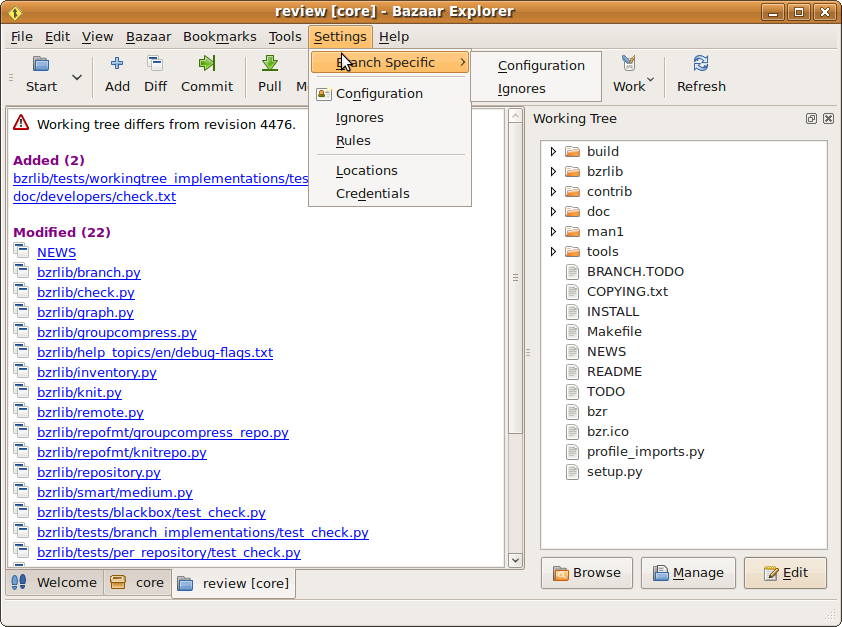 review [core] - Bazaar Explorer
File Edit View Bazaar Bookmarks Tools Settings Help
Start Add Diff Commit Pull Work Refresh
Branch Specific
Configuration
Ignores
Configuration
Ignores
Rules
Locations
Credentials
Working tree differs from revision 4476.
Added (2)
bzrlib/tests/workingtree_implementations/tes
doc/developers/check.txt
Modified (22)
NEWS
bzrlib/branch.py
bzrlib/check.py
bzrlib/graph.py
bzrlib/groupcompress.py
bzrlib/help_topics/en/debug-flags.txt
bzrlib/inventory.py
bzrlib/knit.py
bzrlib/remote.py
bzrlib/repofmt/groupcompress_repo.py
bzrlib/repofmt/knitrepo.py
bzrlib/repository.py
bzrlib/smart/medium.py
bzrlib/tests/blackbox/test_check.py
bzrlib/tests/branch_implementations/test_check.py
bzrlib/tests/per_repository/test_check.py
Working Tree
build
bzrlib
contrib
doc
man1
tools
BRANCH.TODO
COPYING.txt
INSTALL
Makefile
NEWS
README
TODO
bzr
bzr.ico
profile_imports.py
setup.py
Browse Manage Edit
Welcome core review [core]